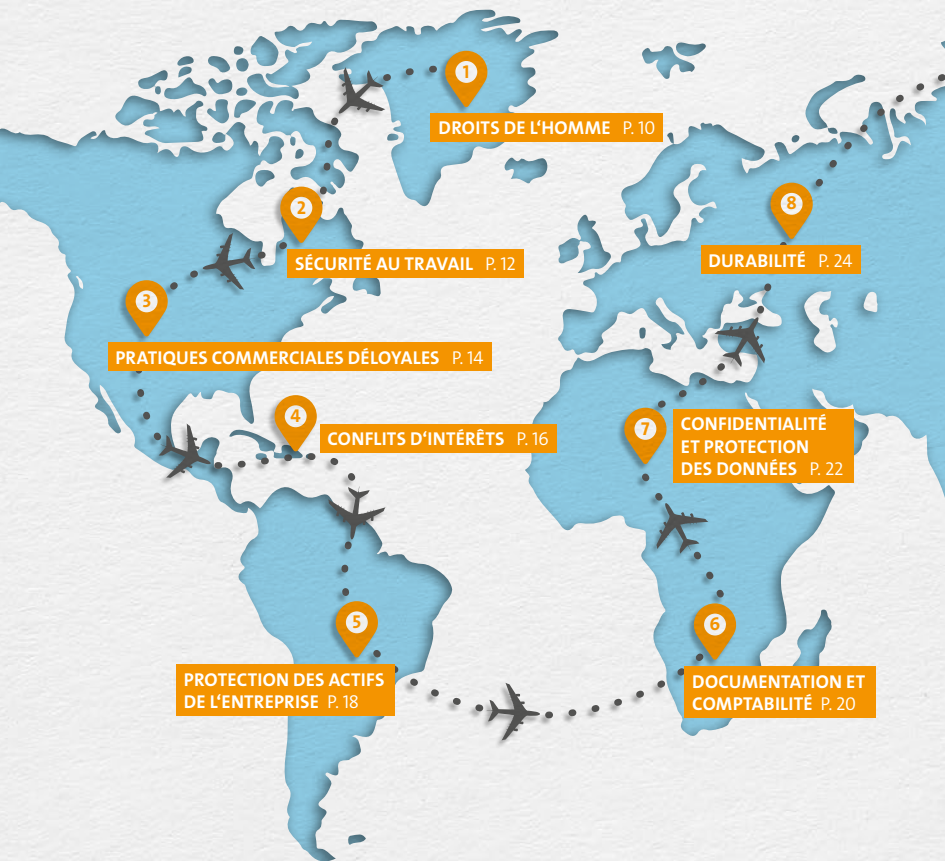 1
DROITS DE L‘HOMME P. 10
2
SÉCURITÉ AU TRAVAIL P. 12
3
PRATIQUES COMMERCIALES DÉLOYALES P. 14
4
CONFLITS D‘INTÉRÊTS P. 16
5
PROTECTION DES ACTIFS
DE L‘ENTREPRISE P. 18
6
DOCUMENTATION ET
COMPTABILITÉ P. 20
7
CONFIDENTIALITÉ
ET PROTECTION
DES DONNÉES P. 22
8
DURABILITÉ P. 24